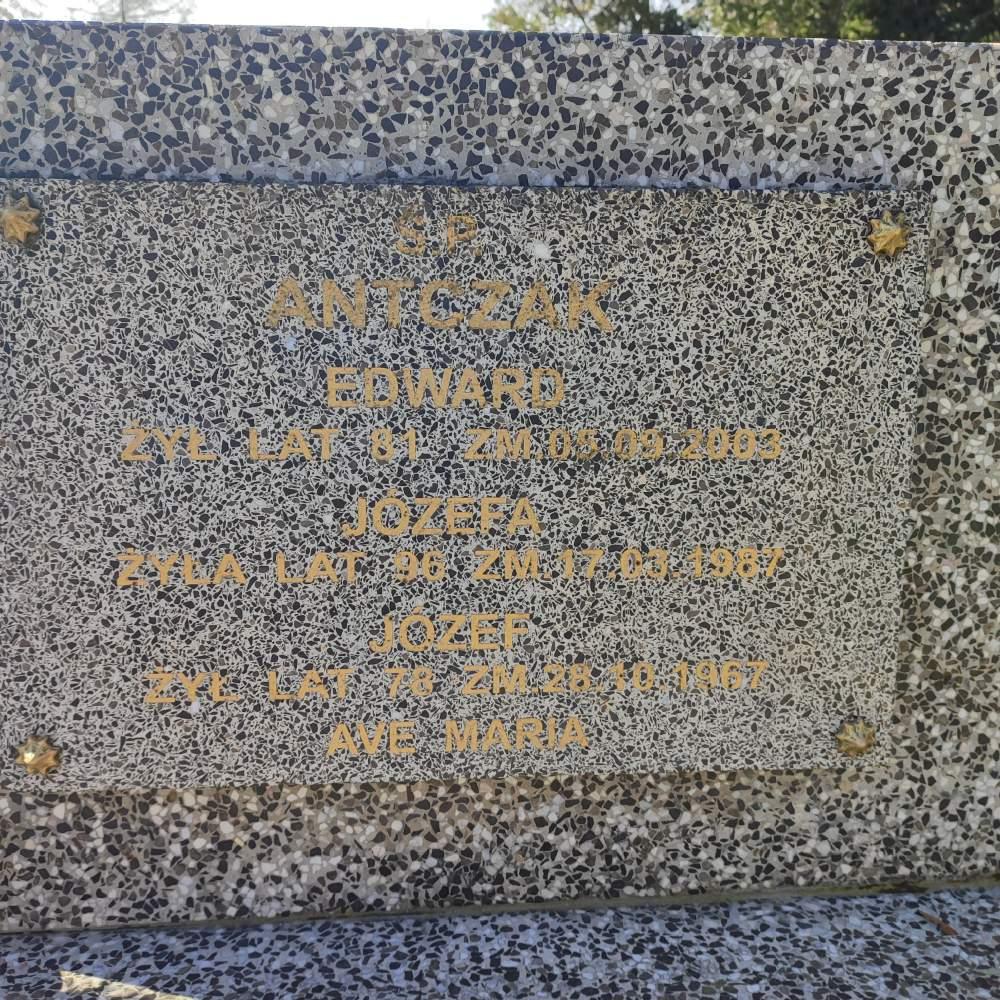 Ś.P.
ANTCZAK
EDWARD
ŻYŁ LAT 81 ZM.05.09.2003
JÓZEFA
ŻYŁA LAT 96 ZM.17.03.1987
JÓZEF
ŻYŁ LAT 78 ZM.28.10.1967
AVE MARIA